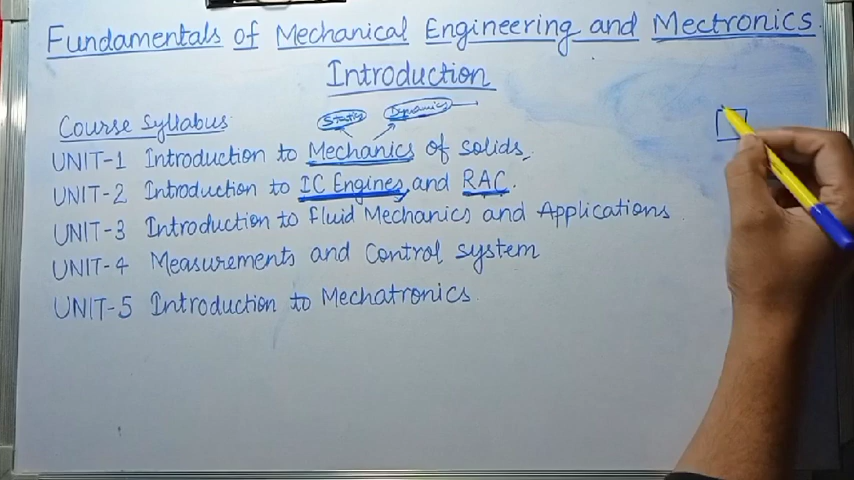 Fundamentals of Mechanical Engineering and Mectronics.
Introduction
Course Syllabus
Statics Dynamics
UNIT-1 Introduction to Mechanics of solids,
UNIT-2 Introduction to IC Engines, and RAC.
UNIT-3 Introduction to Fluid Mechanics and Applications.
UNIT-4 Measurements and Control system
UNIT-5 Introduction to Mechatronics.